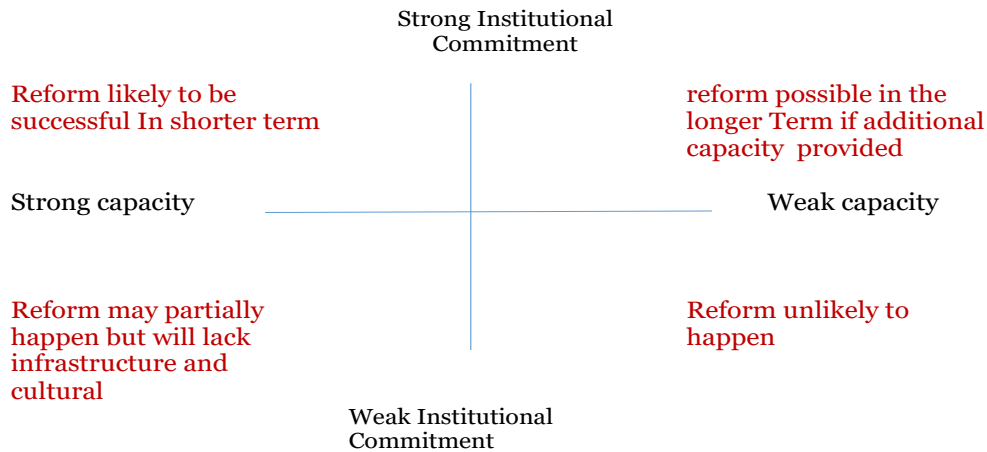 Strong Institutional
Commitment
Reform likely to be
successful In shorter term
reform possible in the
longer Term if additional
capacity  provided
Strong capacity
Weak capacity
Reform may partially
happen but will lack
infrastructure and
cultural
Reform unlikely to
happen
Weak Institutional
Commitment